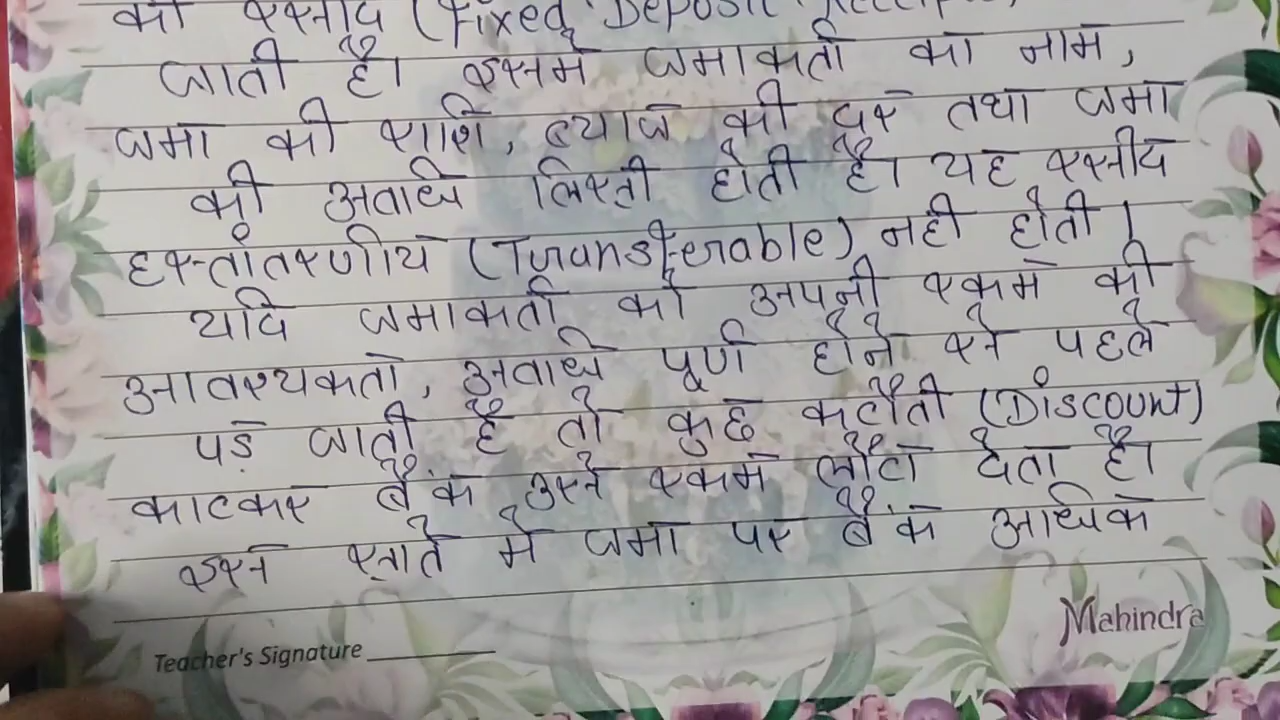 की रसीद (Fixed Deposit Receipt)
जाती है। इसमें जमाकर्ता का नाम,
जमा की राशि, ब्याज की दर तथा जमा
की अवधि लिखी होती है। यह रसीद
हस्तांतरणीय (Transferable) नही होती।
यदि जमाकर्ता को अपनी रकम की
आवश्यकता, अवधि पूर्ण होने से पहले
पड़ जाती है तो कुछ कटौती (Discount)
काटकर बैंक उसे रकम लौटा देता है।
इस खाते में जमा पर बैंक अधिक
Mahindra
Teacher's Signature